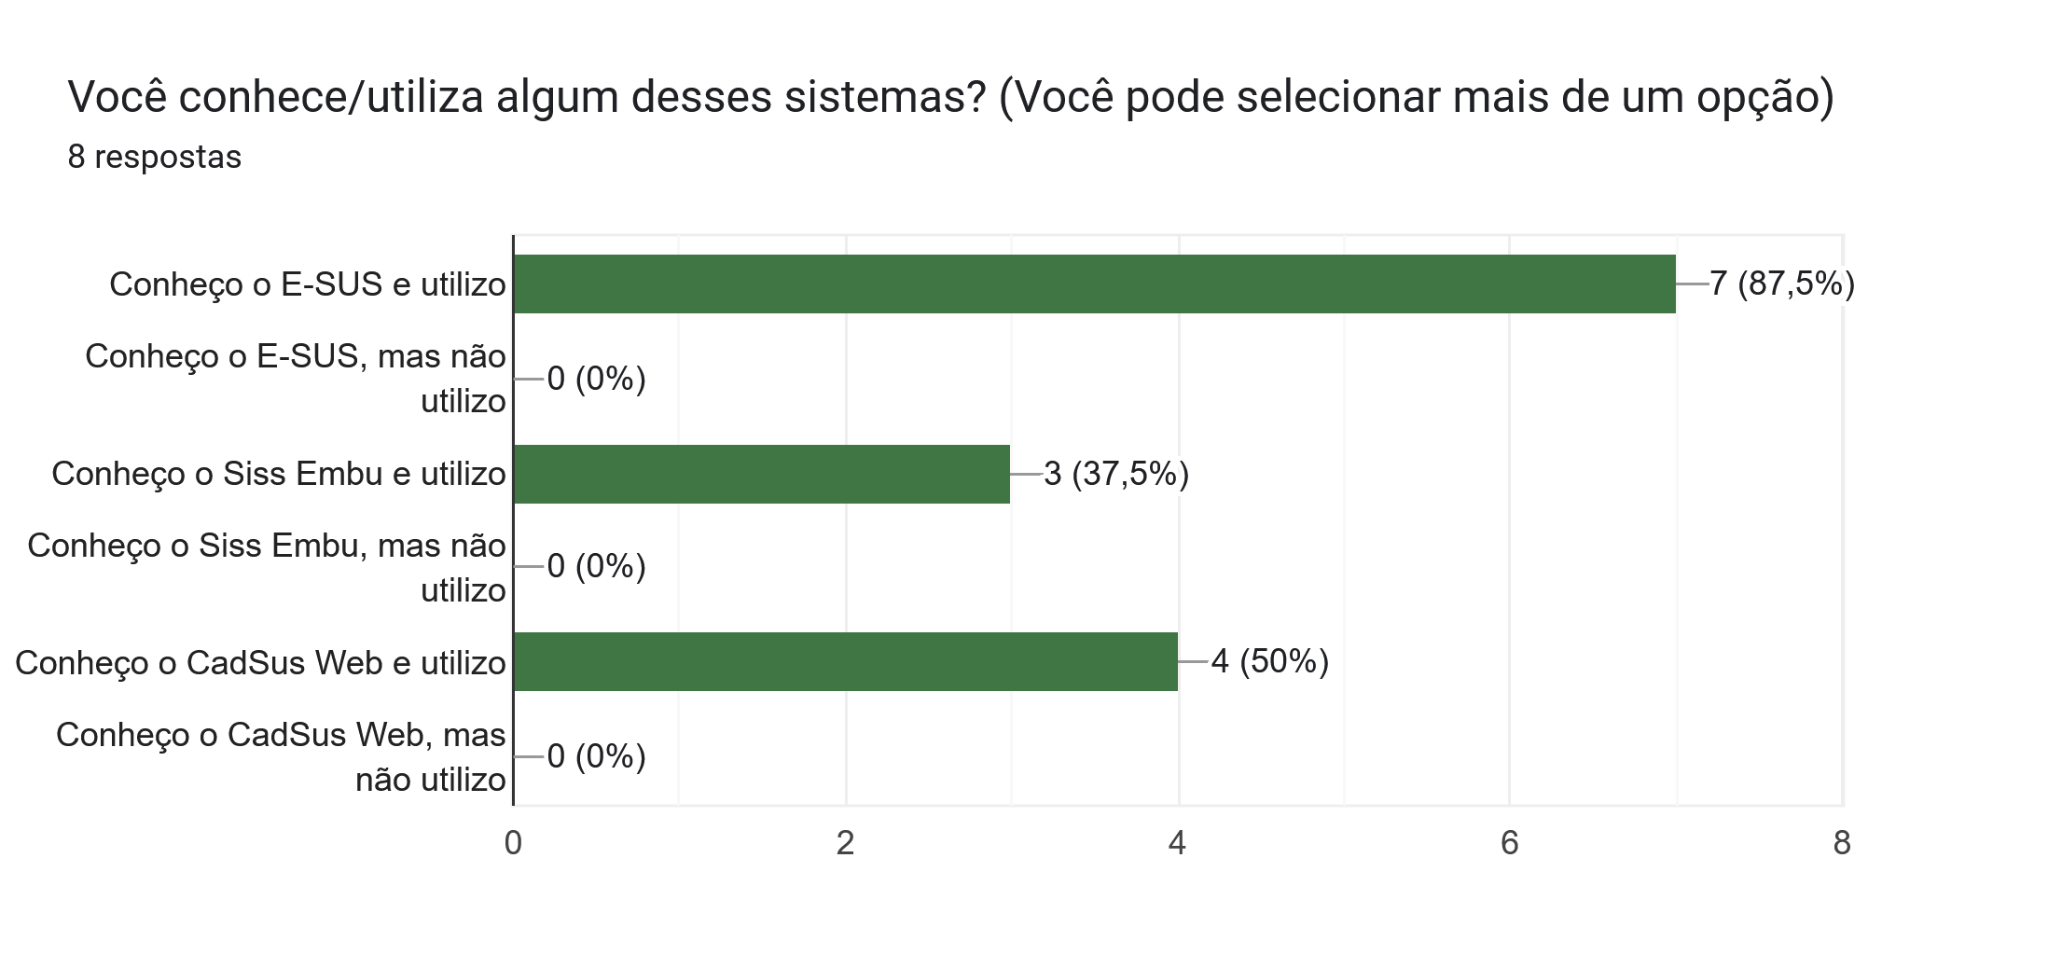 Você conhece/utiliza algum desses sistemas? (Você pode selecionar mais de um opção)
8 respostas
Conheço o E-SUS e utilizo
7 (87,5%)
Conheço o E-SUS, mas não
utilizo
0 (0%)
Conheço o Siss Embu e utilizo
3 (37,5%)
Conheço o Siss Embu, mas não
utilizo
0 (0%)
Conheço o CadSus Web e utilizo
4 (50%)
Conheço o CadSus Web, mas
não utilizo
0 (0%)
0 2 4 6 8